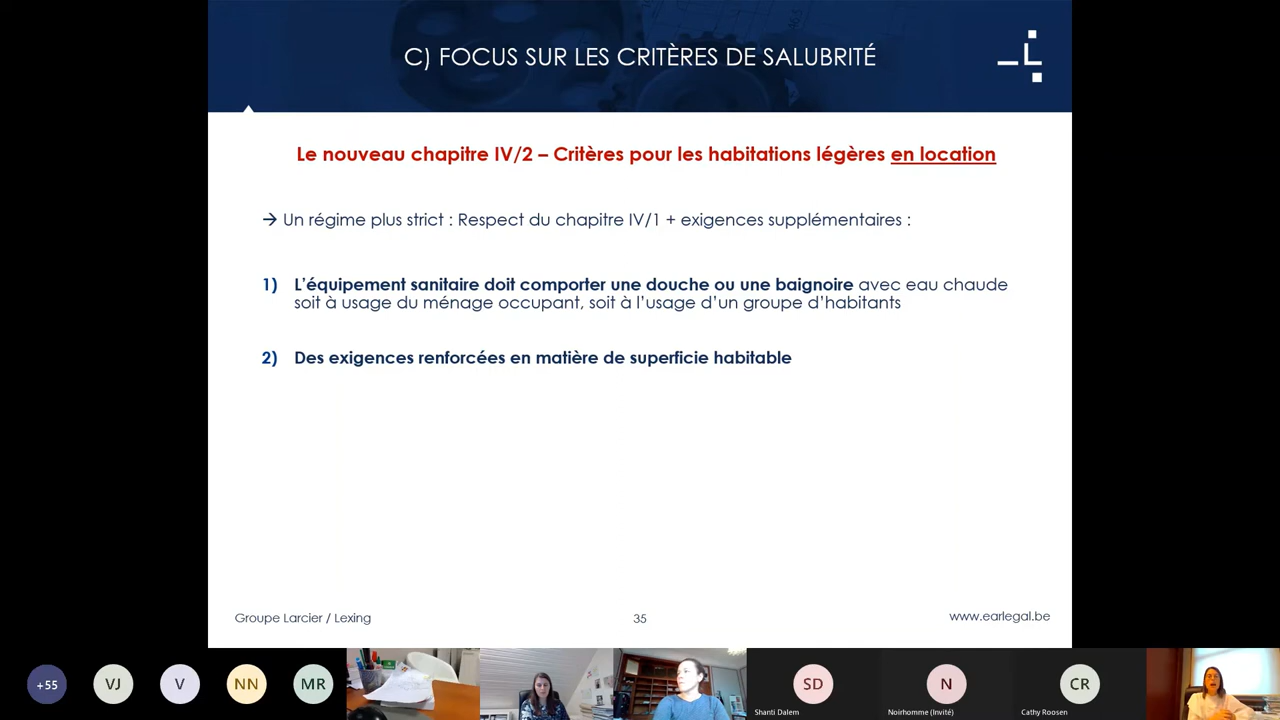 C) FOCUS SUR LES CRITÈRES DE SALUBRITÉ
L
Le nouveau chapitre IV/2 – Critères pour les habitations légères en location
→ Un régime plus strict : Respect du chapitre IV/1 + exigences supplémentaires :
1) L’équipement sanitaire doit comporter une douche ou une baignoire avec eau chaude
soit à usage du ménage occupant, soit à l’usage d’un groupe d’habitants
2) Des exigences renforcées en matière de superficie habitable
Groupe Larcier / Lexing
35
www.earlegal.be
+55
VJ
V
NN
MR
SD
N
CR
Shanti Dalem
Noirhomme (Invité)
Cathy Roosen